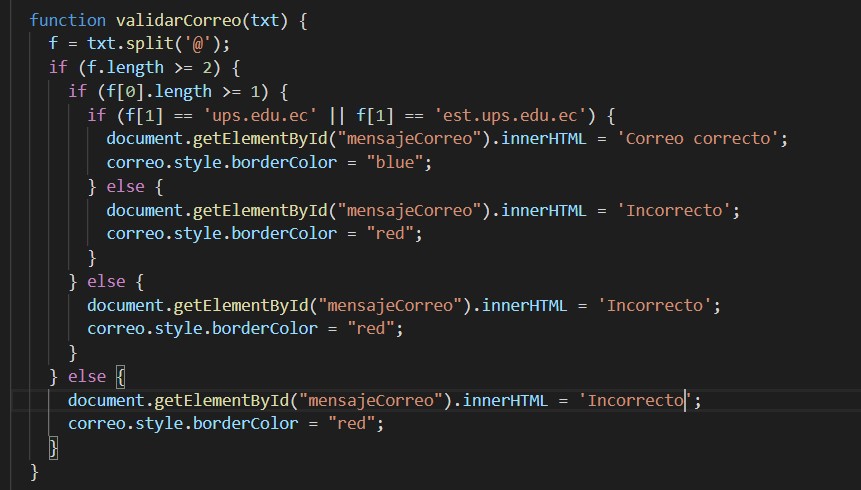 function validarCorreo(txt) {
  f = txt.split('@');
  if (f.length >= 2) {
    if (f[0].length >= 1) {
      if (f[1] == 'ups.edu.ec' || f[1] == 'est.ups.edu.ec') {
        document.getElementById("mensajeCorreo").innerHTML = 'Correo correcto';
        correo.style.borderColor = "blue";
      } else {
        document.getElementById("mensajeCorreo").innerHTML = 'Incorrecto';
        correo.style.borderColor = "red";
      }
    } else {
      document.getElementById("mensajeCorreo").innerHTML = 'Incorrecto';
      correo.style.borderColor = "red";
    }
  } else {
    document.getElementById("mensajeCorreo").innerHTML = 'Incorrecto';
    correo.style.borderColor = "red";
  }
}